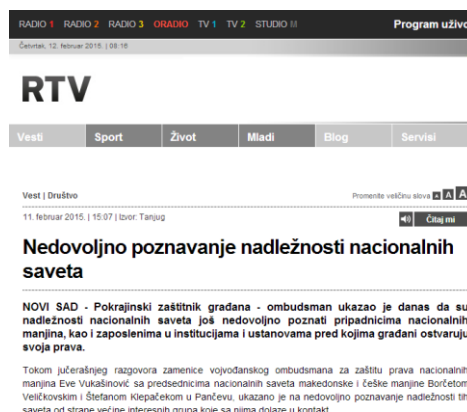 RADIO 1 RADIO 2 RADIO 3 ORADIO TV 1 TV 2 STUDIO M Program uživo
Četvrtak, 12. februar 2015. | 08:16
RTV
Vesti Sport Život Mladi Blog Servisi
Vest | Društvo Promenite veličinu slova A A A
11. februar 2015. | 15:07 | Izvor: Tanjug Čitaj mi
Nedovoljno poznavanje nadležnosti nacionalnih
saveta
NOVI SAD - Pokrajinski zaštitnik građana - ombudsman ukazao je danas da su
nadležnosti nacionalnih saveta još nedovoljno poznati pripadnicima nacionalnih
manjina, kao i zaposlenima u institucijama i ustanovama pred kojima građani ostvaruju
svoja prava.
Tokom jučerašnjeg razgovora zamenice vojvođanskog ombudsmana za zaštitu prava nacionalnih
manjina Eve Vukašinović sa predsednicima nacionalnih saveta makedonske i češke manjine Borčetom
Veličkovskim i Štefanom Klepačekom u Pančevu, ukazano je na nedovoljno poznavanje nadležnosti tih
saveta od strane većine interesnih grupa koje sa njima dolaze u kontakt.